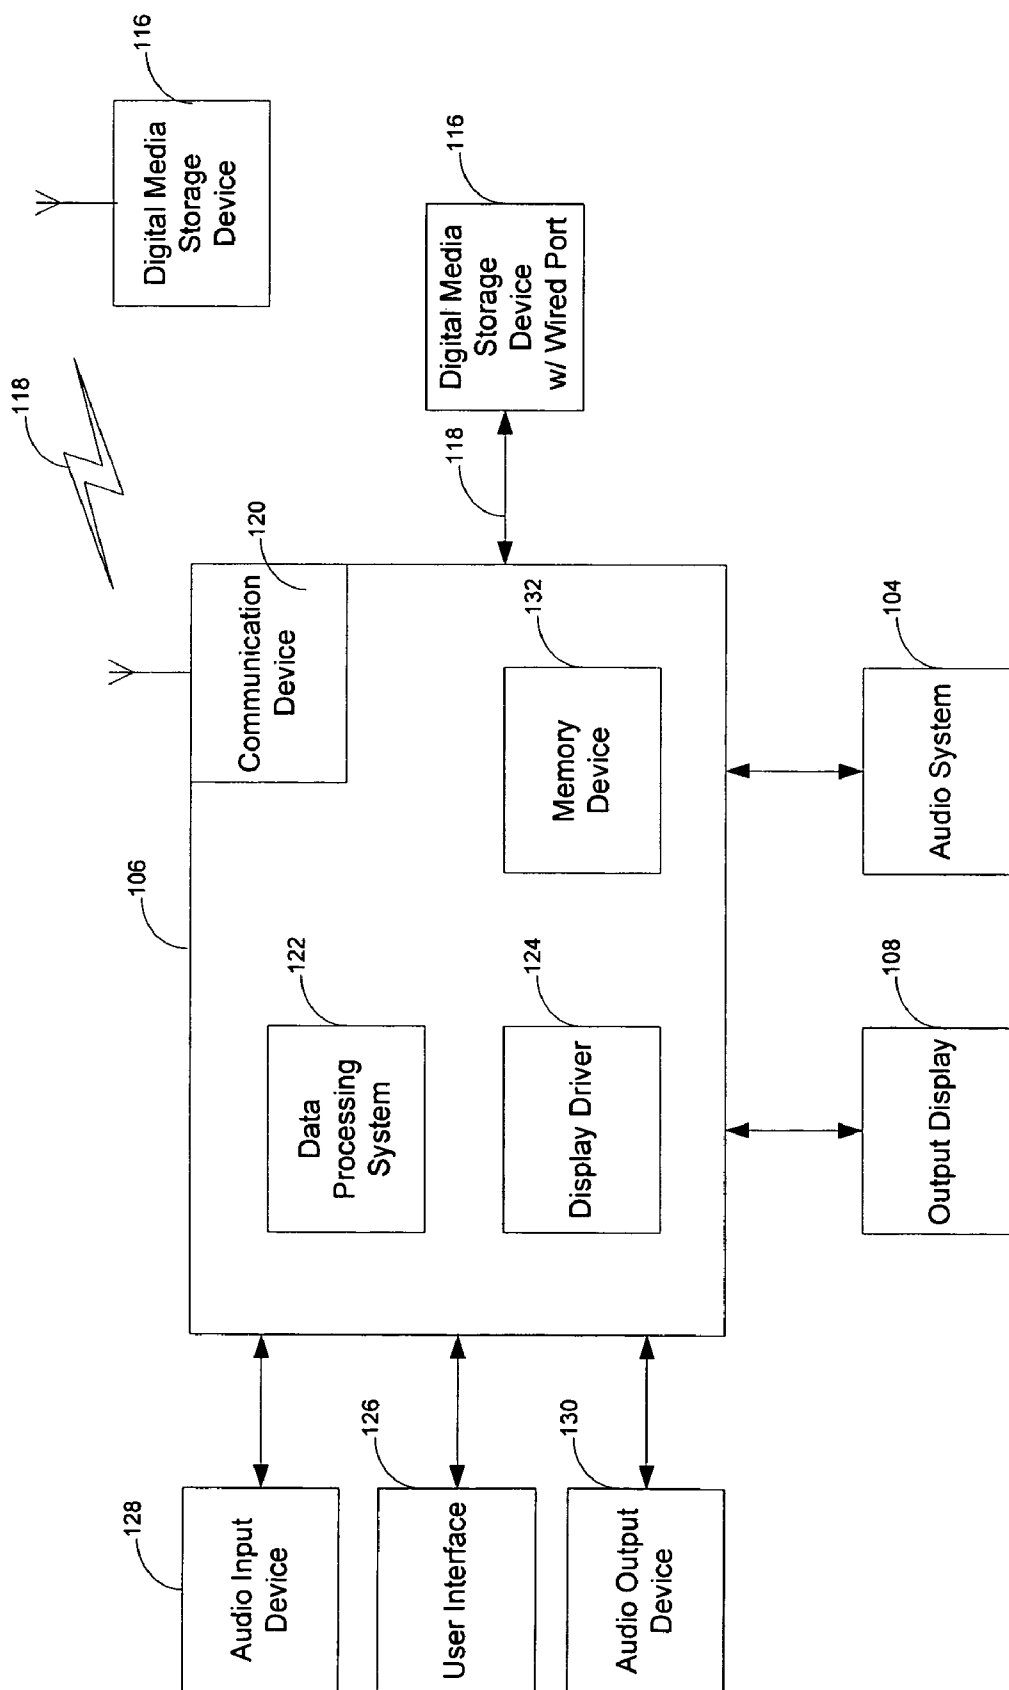 116
Digital Media
Storage
Device
118
116
Digital Media
Storage
Device
w/ Wired Port
118
120
Communication
Device
132
Memory
Device
104
Audio System
106
122
Data
Processing
System
124
Display Driver
108
Output Display
128
Audio Input
Device
126
User Interface
130
Audio Output
Device